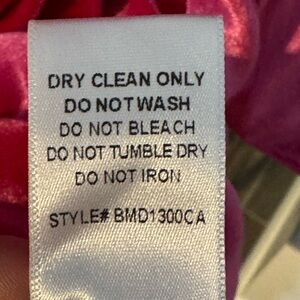 DRY CLEAN ONLY
DO NOT WASH
DO NOT BLEACH
DO NOT TUMBLE DRY
DO NOT IRON
STYLE# BMD1300CA